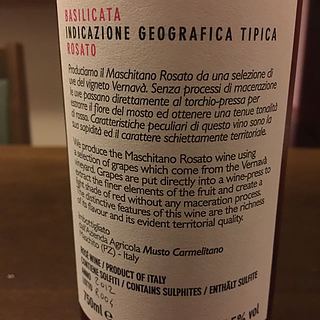 BASILICATA
INDICAZIONE GEOGRAFICA TIPICA
ROSATO
Produciamo il Maschitano Rosato da una selezione di
uve del vigneto Vernavà. Senza processi di macerazione
le uve passano direttamente al torchio-pressa per
estrarre il fiore del mosto ed ottenere una tenue tonalità
di rosso. Caratteristiche peculiari di questo vino sono la
sua sapidità ed il carattere schiettamente territoriale.
We produce the Maschitano Rosato wine using
a selection of grapes which come from the Vernavà
vineyard. Grapes are put directly into a wine-press to
extract the finer elements of the fruit and create a
light shade of red without any maceration process.
The distinctive features of this wine are the richness
of its flavour and its evident territorial quality.
Imbottigliato
dall'Azienda Agricola Musto Carmelitano
Maschito (PZ) - Italy
ROSÉ WINE / PRODUCT OF ITALY
CONTIENE SOLFITI / CONTAINS SULPHITES / ENTHÄLT SULFITE
2012
750ml e
% vol